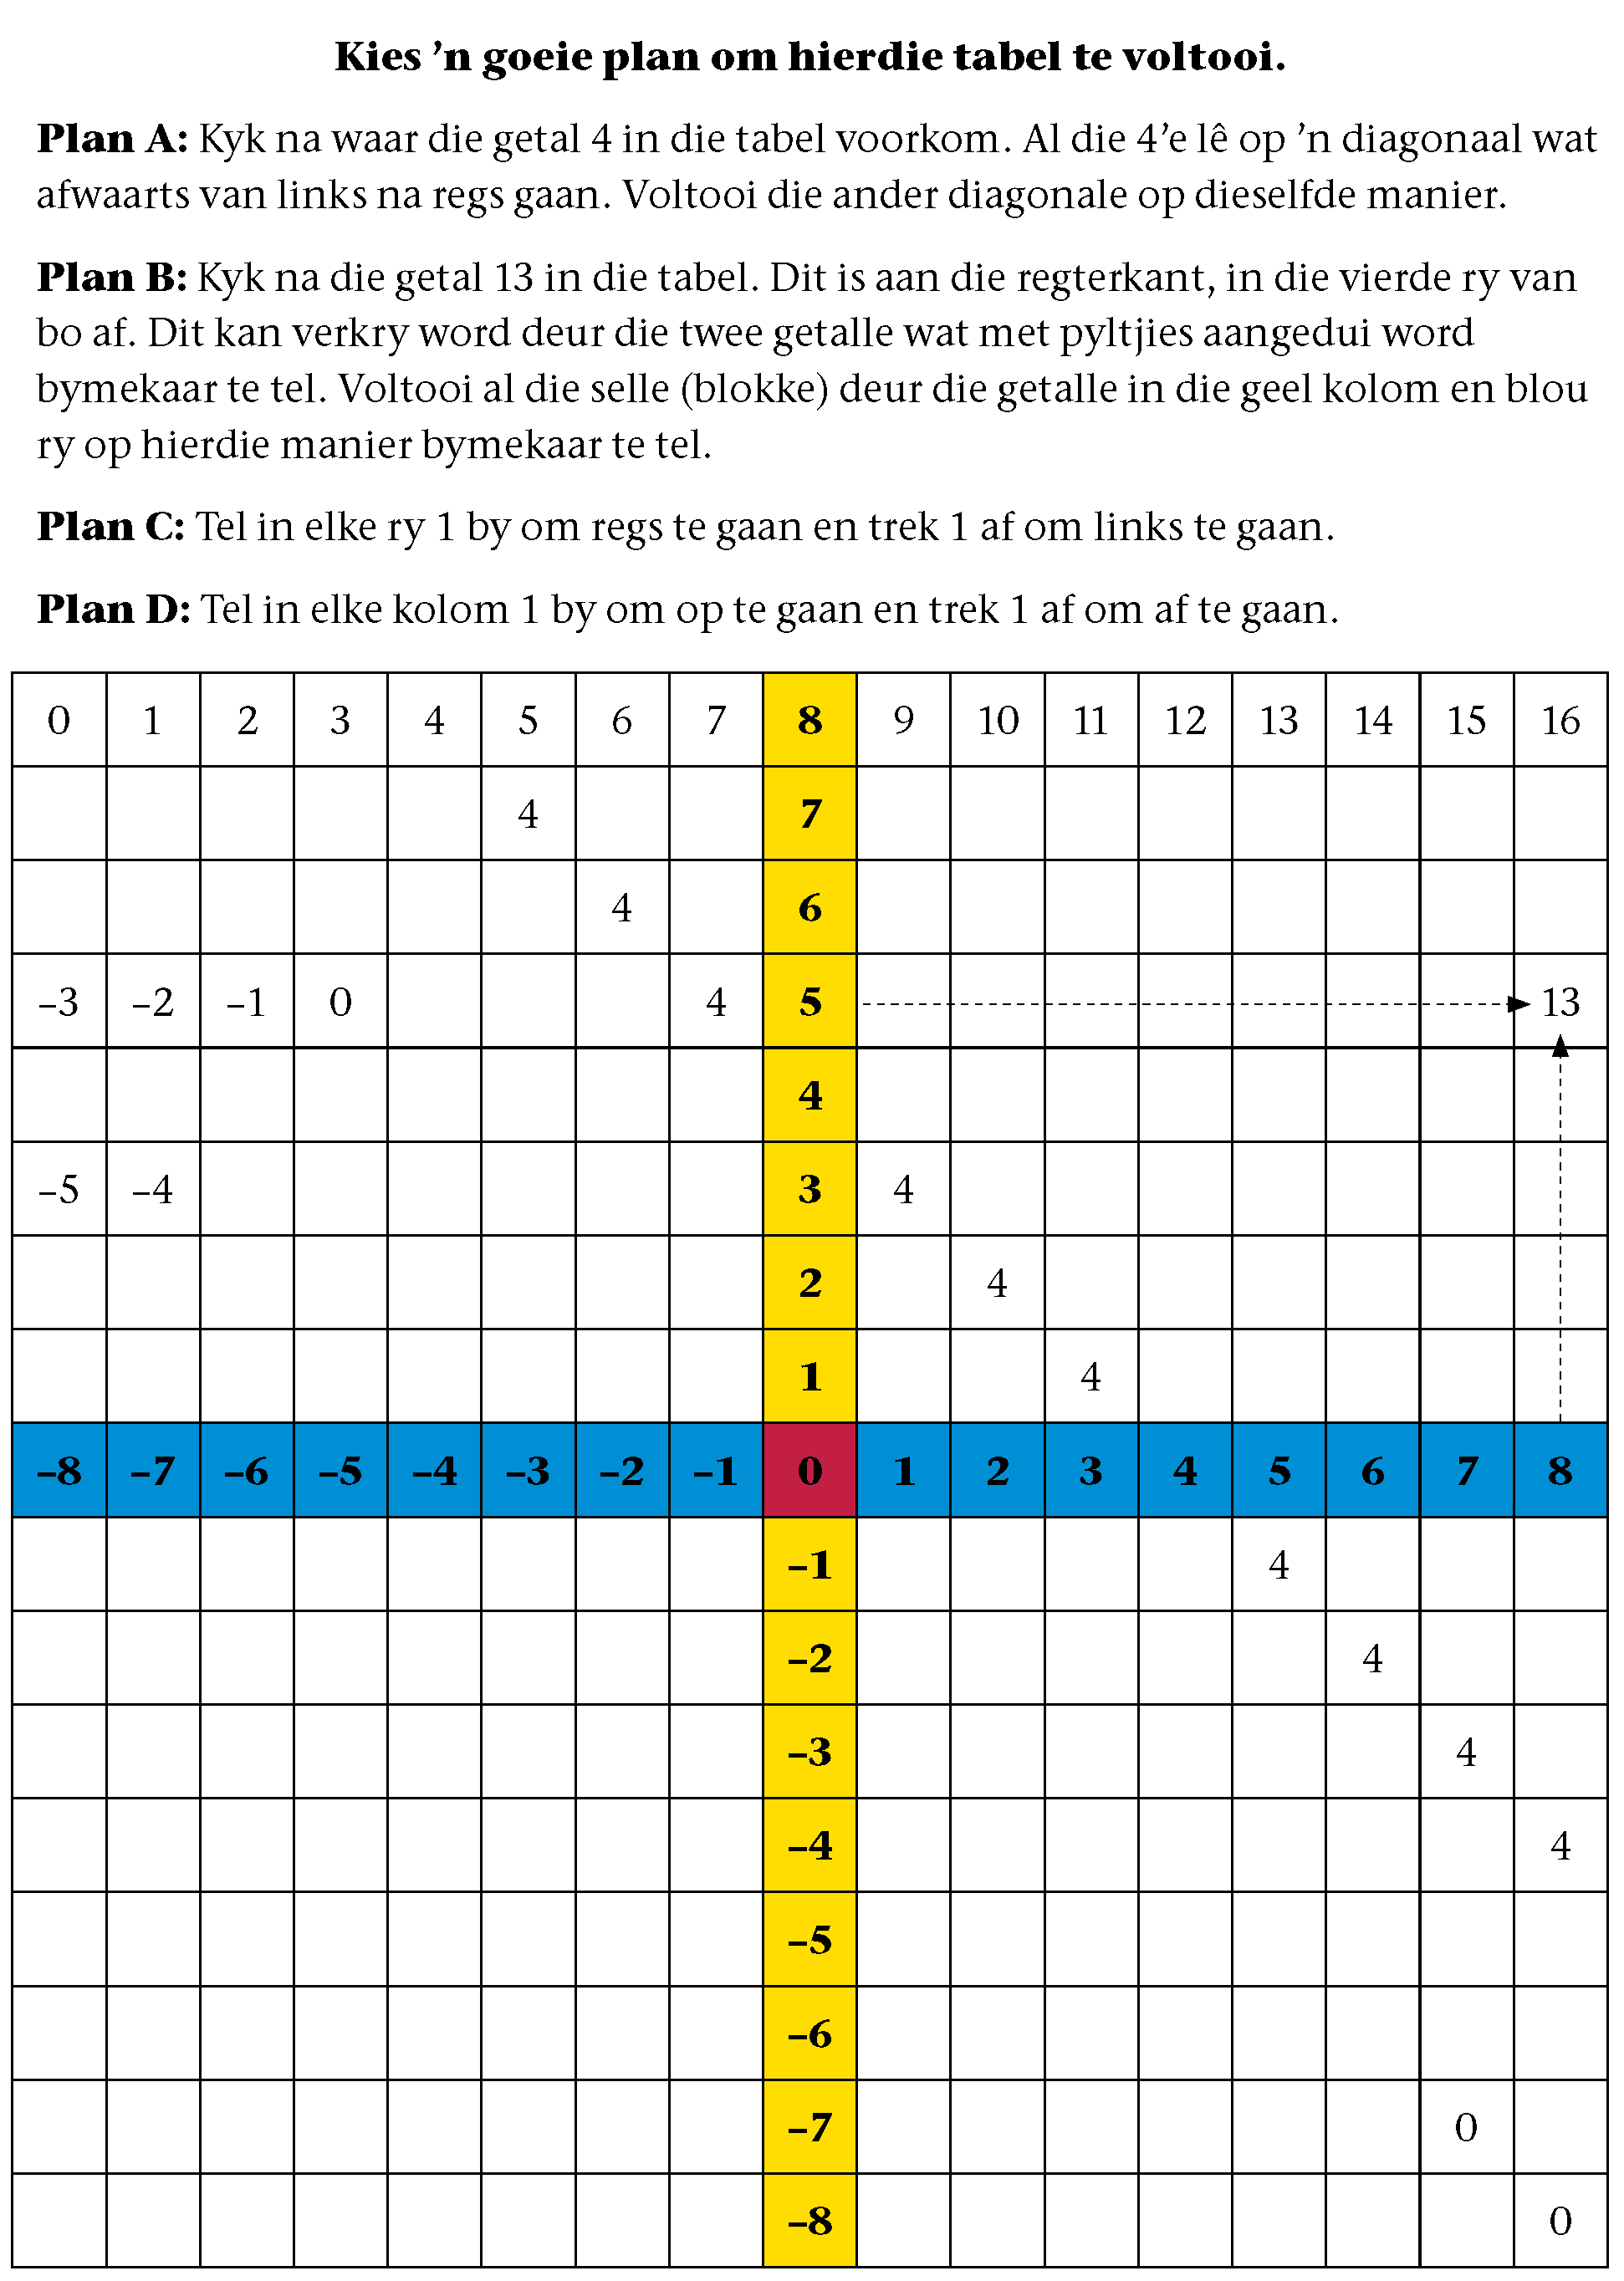 Kies ’n goeie plan om hierdie tabel te voltooi.
Plan A: Kyk na waar die getal 4 in die tabel voorkom. Al die 4’e lê op ’n diagonaal wat
afwaarts van links na regs gaan. Voltooi die ander diagonale op dieselfde manier.
Plan B: Kyk na die getal 13 in die tabel. Dit is aan die regterkant, in die vierde ry van
bo af. Dit kan verkry word deur die twee getalle wat met pyltjies aangedui word
bymekaar te tel. Voltooi al die selle (blokke) deur die getalle in die geel kolom en blou
ry op hierdie manier bymekaar te tel.
Plan C: Tel in elke ry 1 by om regs te gaan en trek 1 af om links te gaan.
Plan D: Tel in elke kolom 1 by om op te gaan en trek 1 af om af te gaan.
0 1 2 3 4 5 6 7 8 9 10 11 12 13 14 15 16
4 7
4 6
–3 –2 –1 0 4 5 13
4
–5 –4 3 4
2 4
1 4
–8 –7 –6 –5 –4 –3 –2 –1 0 1 2 3 4 5 6 7 8
–1 4
–2 4
–3 4
–4 4
–5
–6
–7 0
–8 0